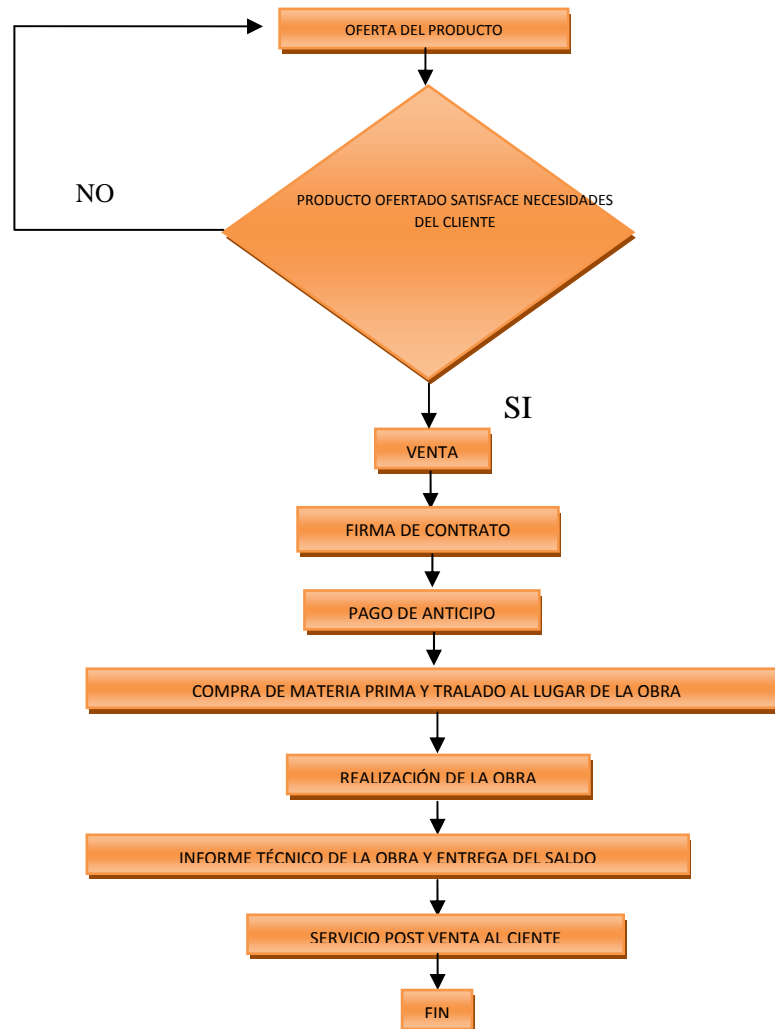 OFERTA DEL PRODUCTO
NO
PRODUCTO OFERTADO SATISFACE NECESIDADES
DEL CLIENTE
SI
VENTA
FIRMA DE CONTRATO
PAGO DE ANTICIPO
COMPRA DE MATERIA PRIMA Y TRALADO AL LUGAR DE LA OBRA
REALIZACIÓN DE LA OBRA
INFORME TÉCNICO DE LA OBRA Y ENTREGA DEL SALDO
SERVICIO POST VENTA AL CIENTE
FIN